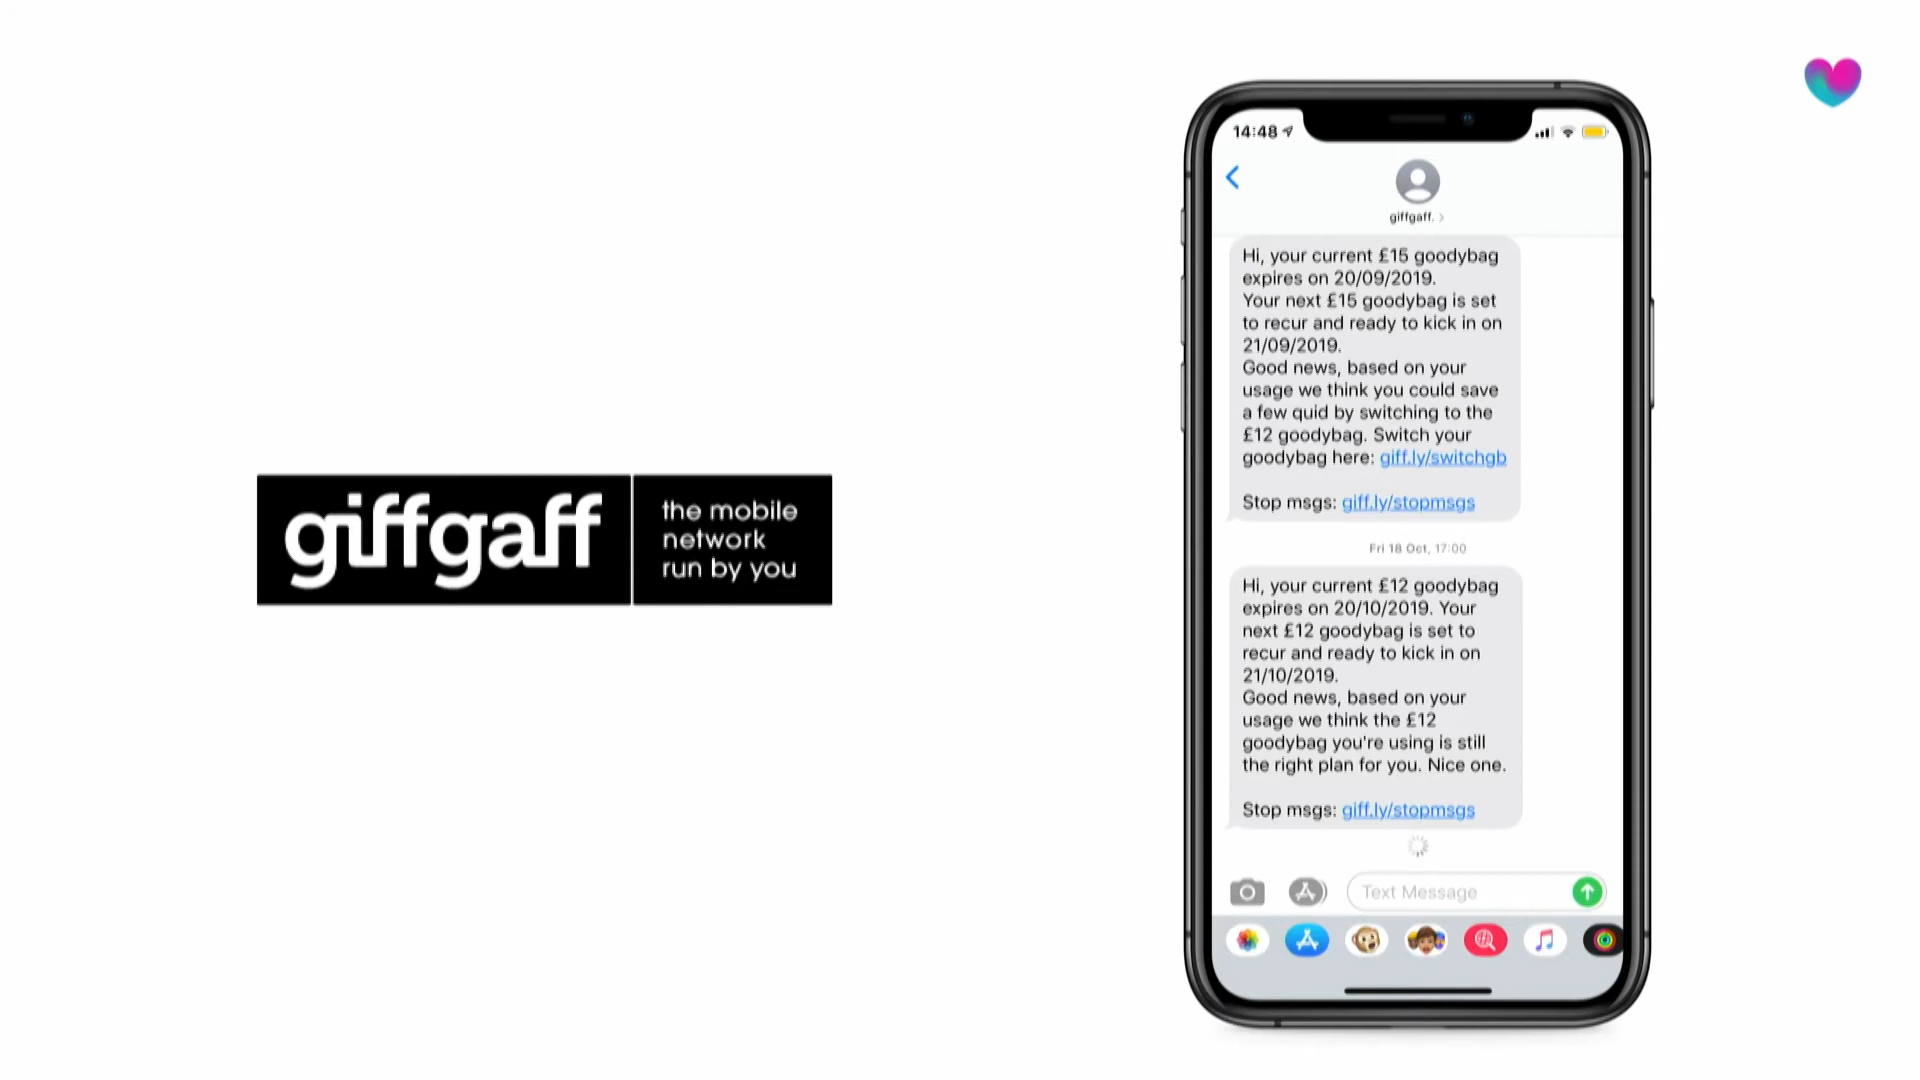 giffgaff
the mobile
network
run by you
14:48
giffgaff.
Hi, your current £15 goodybag
expires on 20/09/2019.
Your next £15 goodybag is set
to recur and ready to kick in on
21/09/2019.
Good news, based on your
usage we think you could save
a few quid by switching to the
£12 goodybag. Switch your
goodybag here: giff.ly/switchgb
Stop msgs: giff.ly/stopmsgs
Fri 18 Oct, 17:00
Hi, your current £12 goodybag
expires on 20/10/2019. Your
next £12 goodybag is set to
recur and ready to kick in on
21/10/2019.
Good news, based on your
usage we think the £12
goodybag you're using is still
the right plan for you. Nice one.
Stop msgs: giff.ly/stopmsgs
Text Message